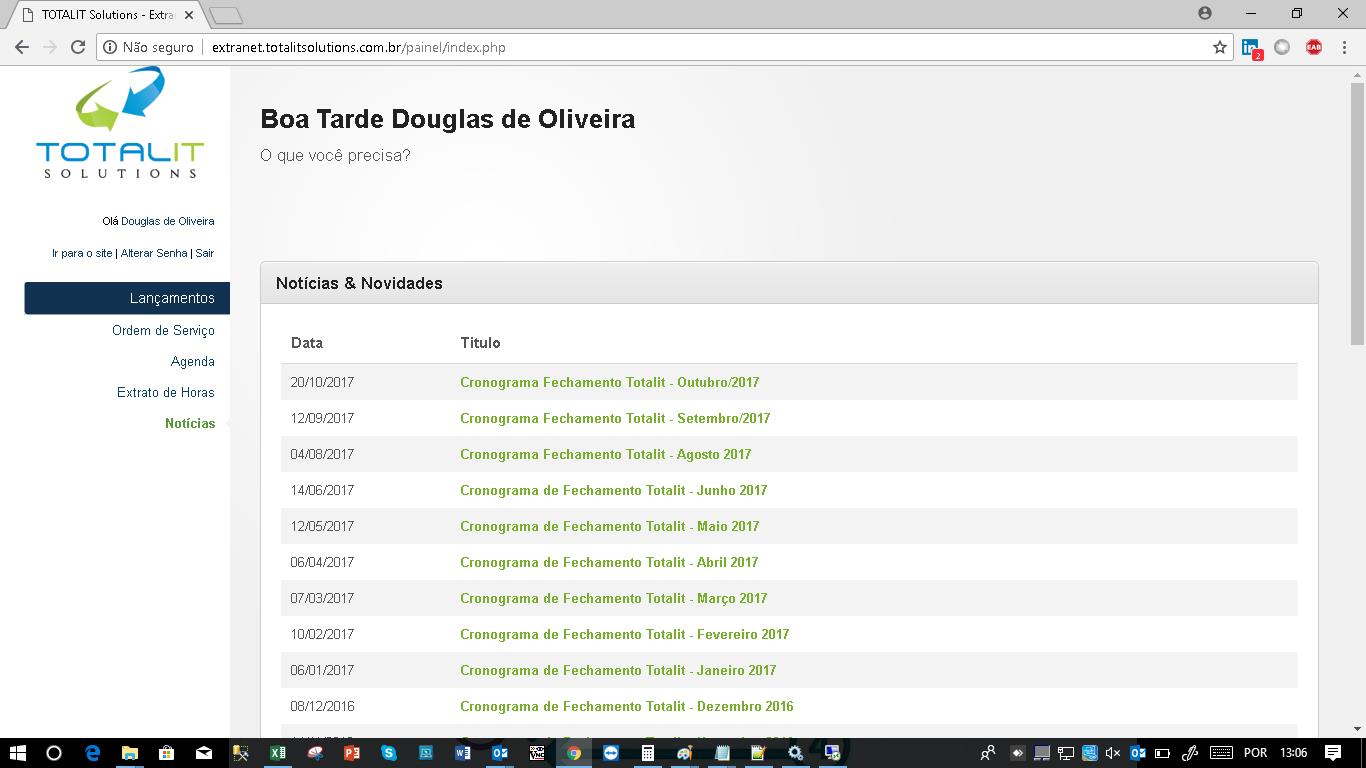 TOTALIT Solutions - Extra
Não seguro
extranet.totalitsolutions.com.br/painel/index.php
2
EAB
TOTALIT
SOLUTIONS
Olá Douglas de Oliveira
Ir para o site | Alterar Senha | Sair
Lançamentos
Ordem de Serviço
Agenda
Extrato de Horas
Notícias
Boa Tarde Douglas de Oliveira
O que você precisa?
Notícias & Novidades
Data Titulo
20/10/2017 Cronograma Fechamento Totalit - Outubro/2017
12/09/2017 Cronograma Fechamento Totalit - Setembro/2017
04/08/2017 Cronograma Fechamento Totalit - Agosto 2017
14/06/2017 Cronograma de Fechamento Totalit - Junho 2017
12/05/2017 Cronograma de Fechamento Totalit - Maio 2017
06/04/2017 Cronograma de Fechamento Totalit - Abril 2017
07/03/2017 Cronograma de Fechamento Totalit - Março 2017
10/02/2017 Cronograma de Fechamento Totalit - Fevereiro 2017
06/01/2017 Cronograma de Fechamento Totalit - Janeiro 2017
08/12/2016 Cronograma de Fechamento Totalit - Dezembro 2016
POR 13:06